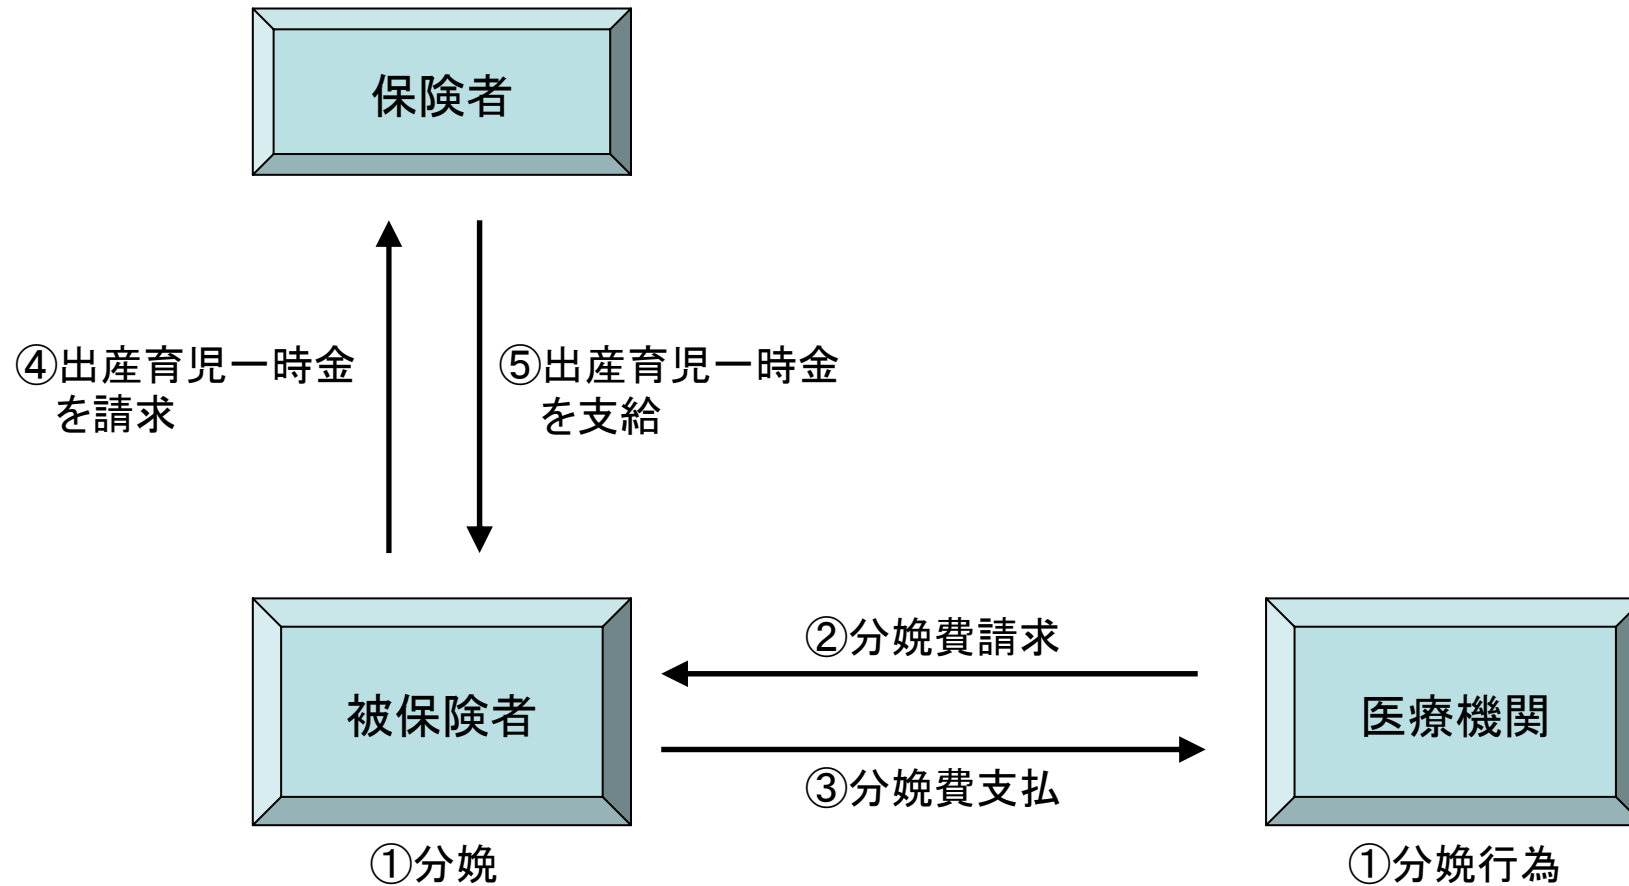 保険者
④出産育児一時金
を請求
⑤出産育児一時金
を支給
②分娩費請求
被保険者
医療機関
③分娩費支払
①分娩
①分娩行為